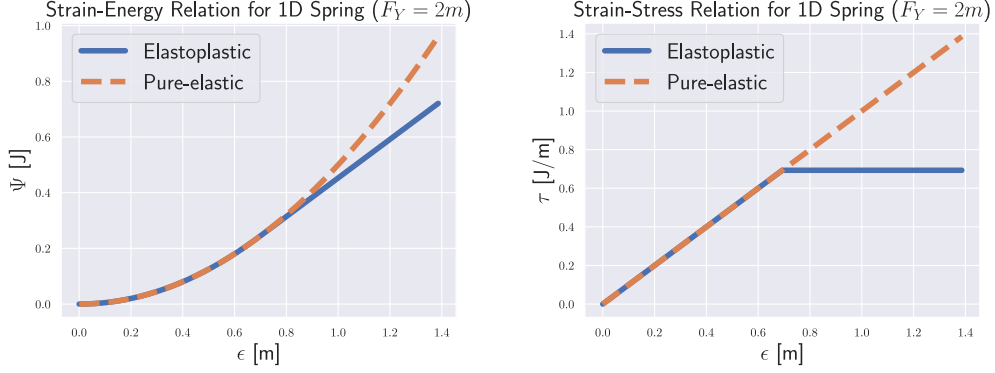 Strain-Energy Relation for 1D Spring (F_Y = 2m)
Elastoplastic
Pure-elastic
Ψ [J]
1.0
0.8
0.6
0.4
0.2
0.0
0.0 0.2 0.4 0.6 0.8 1.0 1.2 1.4
ϵ [m]
Strain-Stress Relation for 1D Spring (F_Y = 2m)
Elastoplastic
Pure-elastic
τ [J/m]
1.4
1.2
1.0
0.8
0.6
0.4
0.2
0.0
0.0 0.2 0.4 0.6 0.8 1.0 1.2 1.4
ϵ [m]